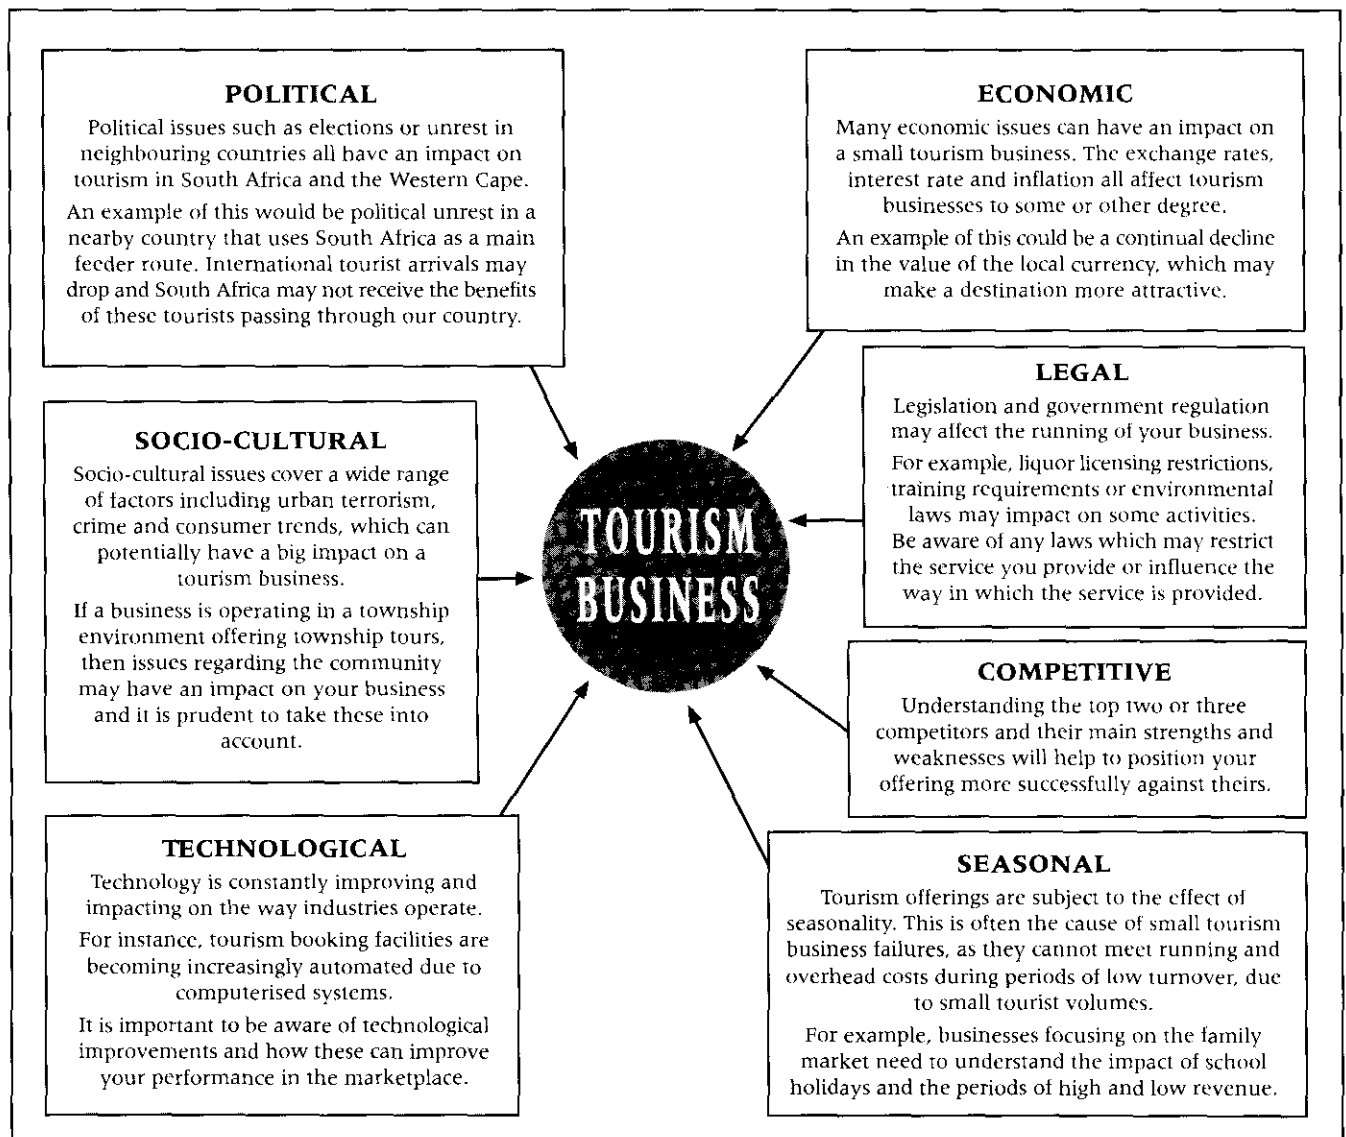 POLITICAL
Political issues such as elections or unrest in
neighbouring countries all have an impact on
tourism in South Africa and the Western Cape.
An example of this would be political unrest in a
nearby country that uses South Africa as a main
feeder route. International tourist arrivals may
drop and South Africa may not receive the benefits
of these tourists passing through our country.
SOCIO-CULTURAL
Socio-cultural issues cover a wide range
of factors including urban terrorism,
crime and consumer trends, which can
potentially have a big impact on a
tourism business.
If a business is operating in a township
environment offering township tours,
then issues regarding the community
may have an impact on your business
and it is prudent to take these into
account.
TECHNOLOGICAL
Technology is constantly improving and
impacting on the way industries operate.
For instance, tourism booking facilities are
becoming increasingly automated due to
computerised systems.
It is important to be aware of technological
improvements and how these can improve
your performance in the marketplace.
TOURISM
BUSINESS
ECONOMIC
Many economic issues can have an impact on
a small tourism business. The exchange rates,
interest rate and inflation all affect tourism
businesses to some or other degree.
An example of this could be a continual decline
in the value of the local currency, which may
make a destination more attractive.
LEGAL
Legislation and government regulation
may affect the running of your business.
For example, liquor licensing restrictions,
training requirements or environmental
laws may impact on some activities.
Be aware of any laws which may restrict
the service you provide or influence the
way in which the service is provided.
COMPETITIVE
Understanding the top two or three
competitors and their main strengths and
weaknesses will help to position your
offering more successfully against theirs.
SEASONAL
Tourism offerings are subject to the effect of
seasonality. This is often the cause of small tourism
business failures, as they cannot meet running and
overhead costs during periods of low turnover, due
to small tourist volumes.
For example, businesses focusing on the family
market need to understand the impact of school
holidays and the periods of high and low revenue.